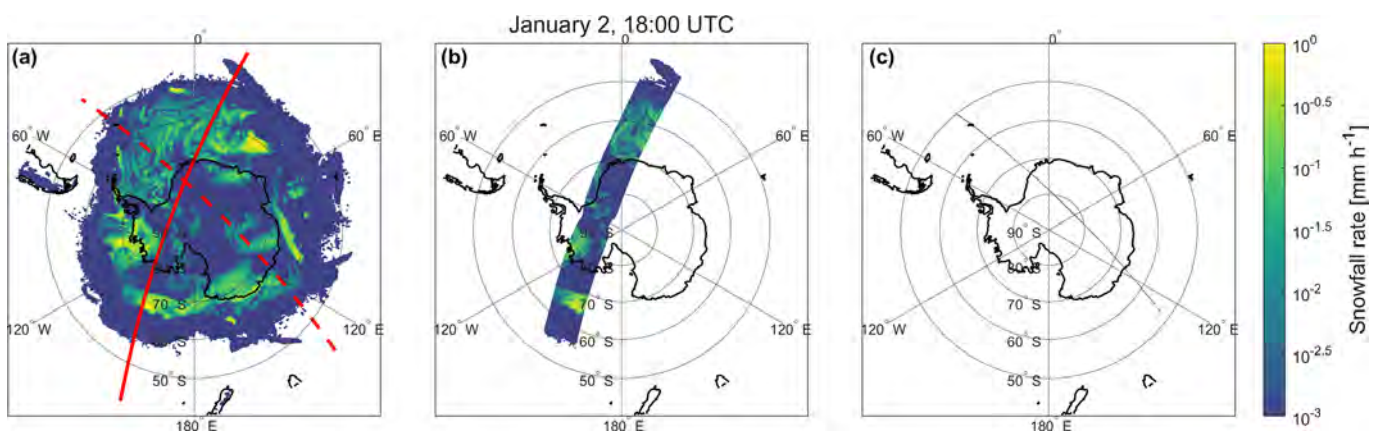 January 2, 18:00 UTC
(a)
0°
60° W
60° E
90° S
70° S
50° S
120° W
120° E
180° E
(b)
0°
60° W
60° E
90° S
80° S
70° S
60° S
50° S
120° W
120° E
180° E
(c)
0°
60° W
60° E
90° S
80° S
70° S
60° S
50° S
120° W
120° E
180° E
10^0
10^-0.5
10^-1
10^-1.5
10^-2
10^-2.5
10^-3
Snowfall rate [mm h^-1]